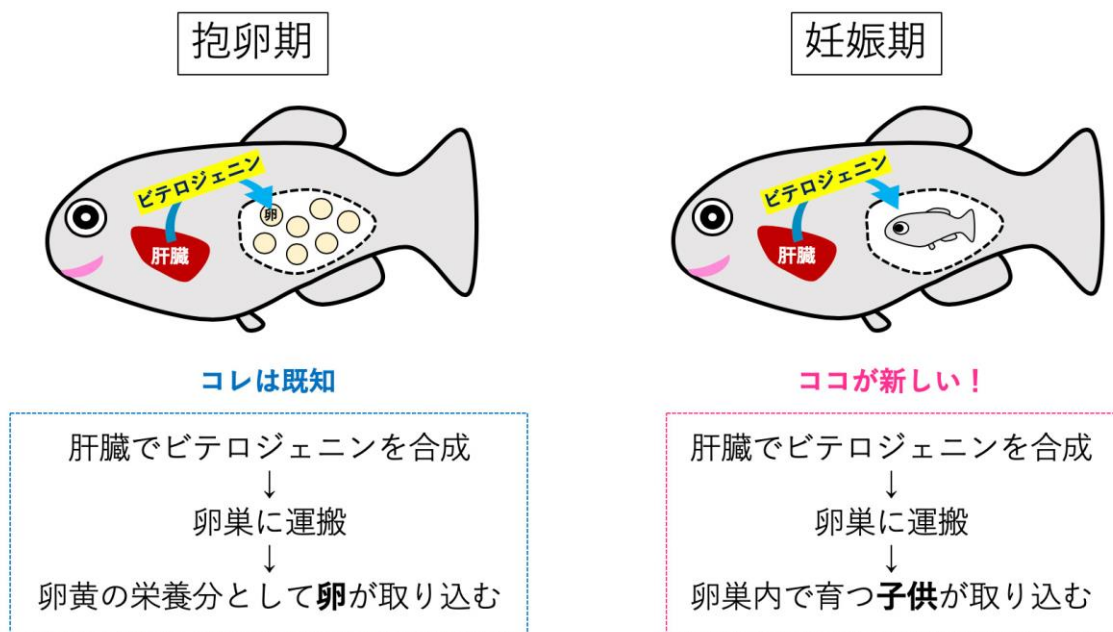 抱卵期
ビテロジェニン
卵
肝臓
コレは既知
肝臓でビテロジェニンを合成
↓
卵巣に運搬
↓
卵黄の栄養分として卵が取り込む
妊娠期
ビテロジェニン
肝臓
ココが新しい！
肝臓でビテロジェニンを合成
↓
卵巣に運搬
↓
卵巣内で育つ子供が取り込む